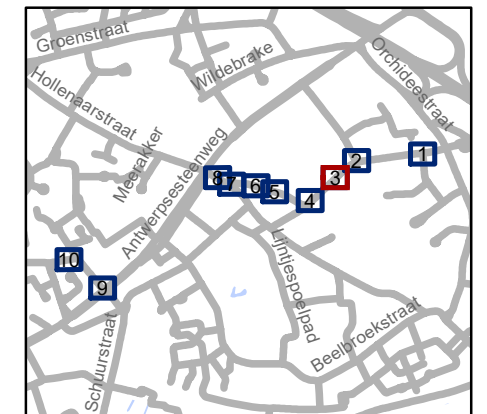 Groenstraat
Wildebrake
Orchideestraat
Hollenaarstraat
Meerakker
Antwerpsesteenweg
1
2
3
4
5
6
7
8
Lijntjespoelpad
10
9
Beelbroekstraat
Schuurstraat